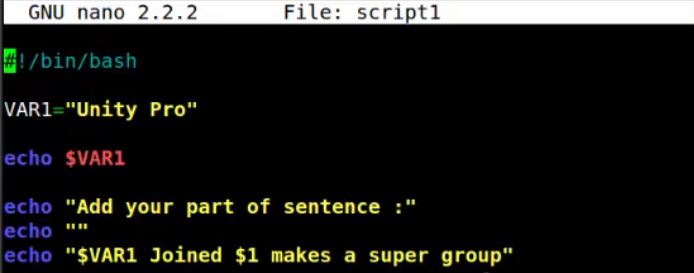 GNU nano 2.2.2 File: script1
#!/bin/bash
VAR1="Unity Pro"
echo $VAR1
echo "Add your part of sentence :"
echo ""
echo "$VAR1 Joined $1 makes a super group"